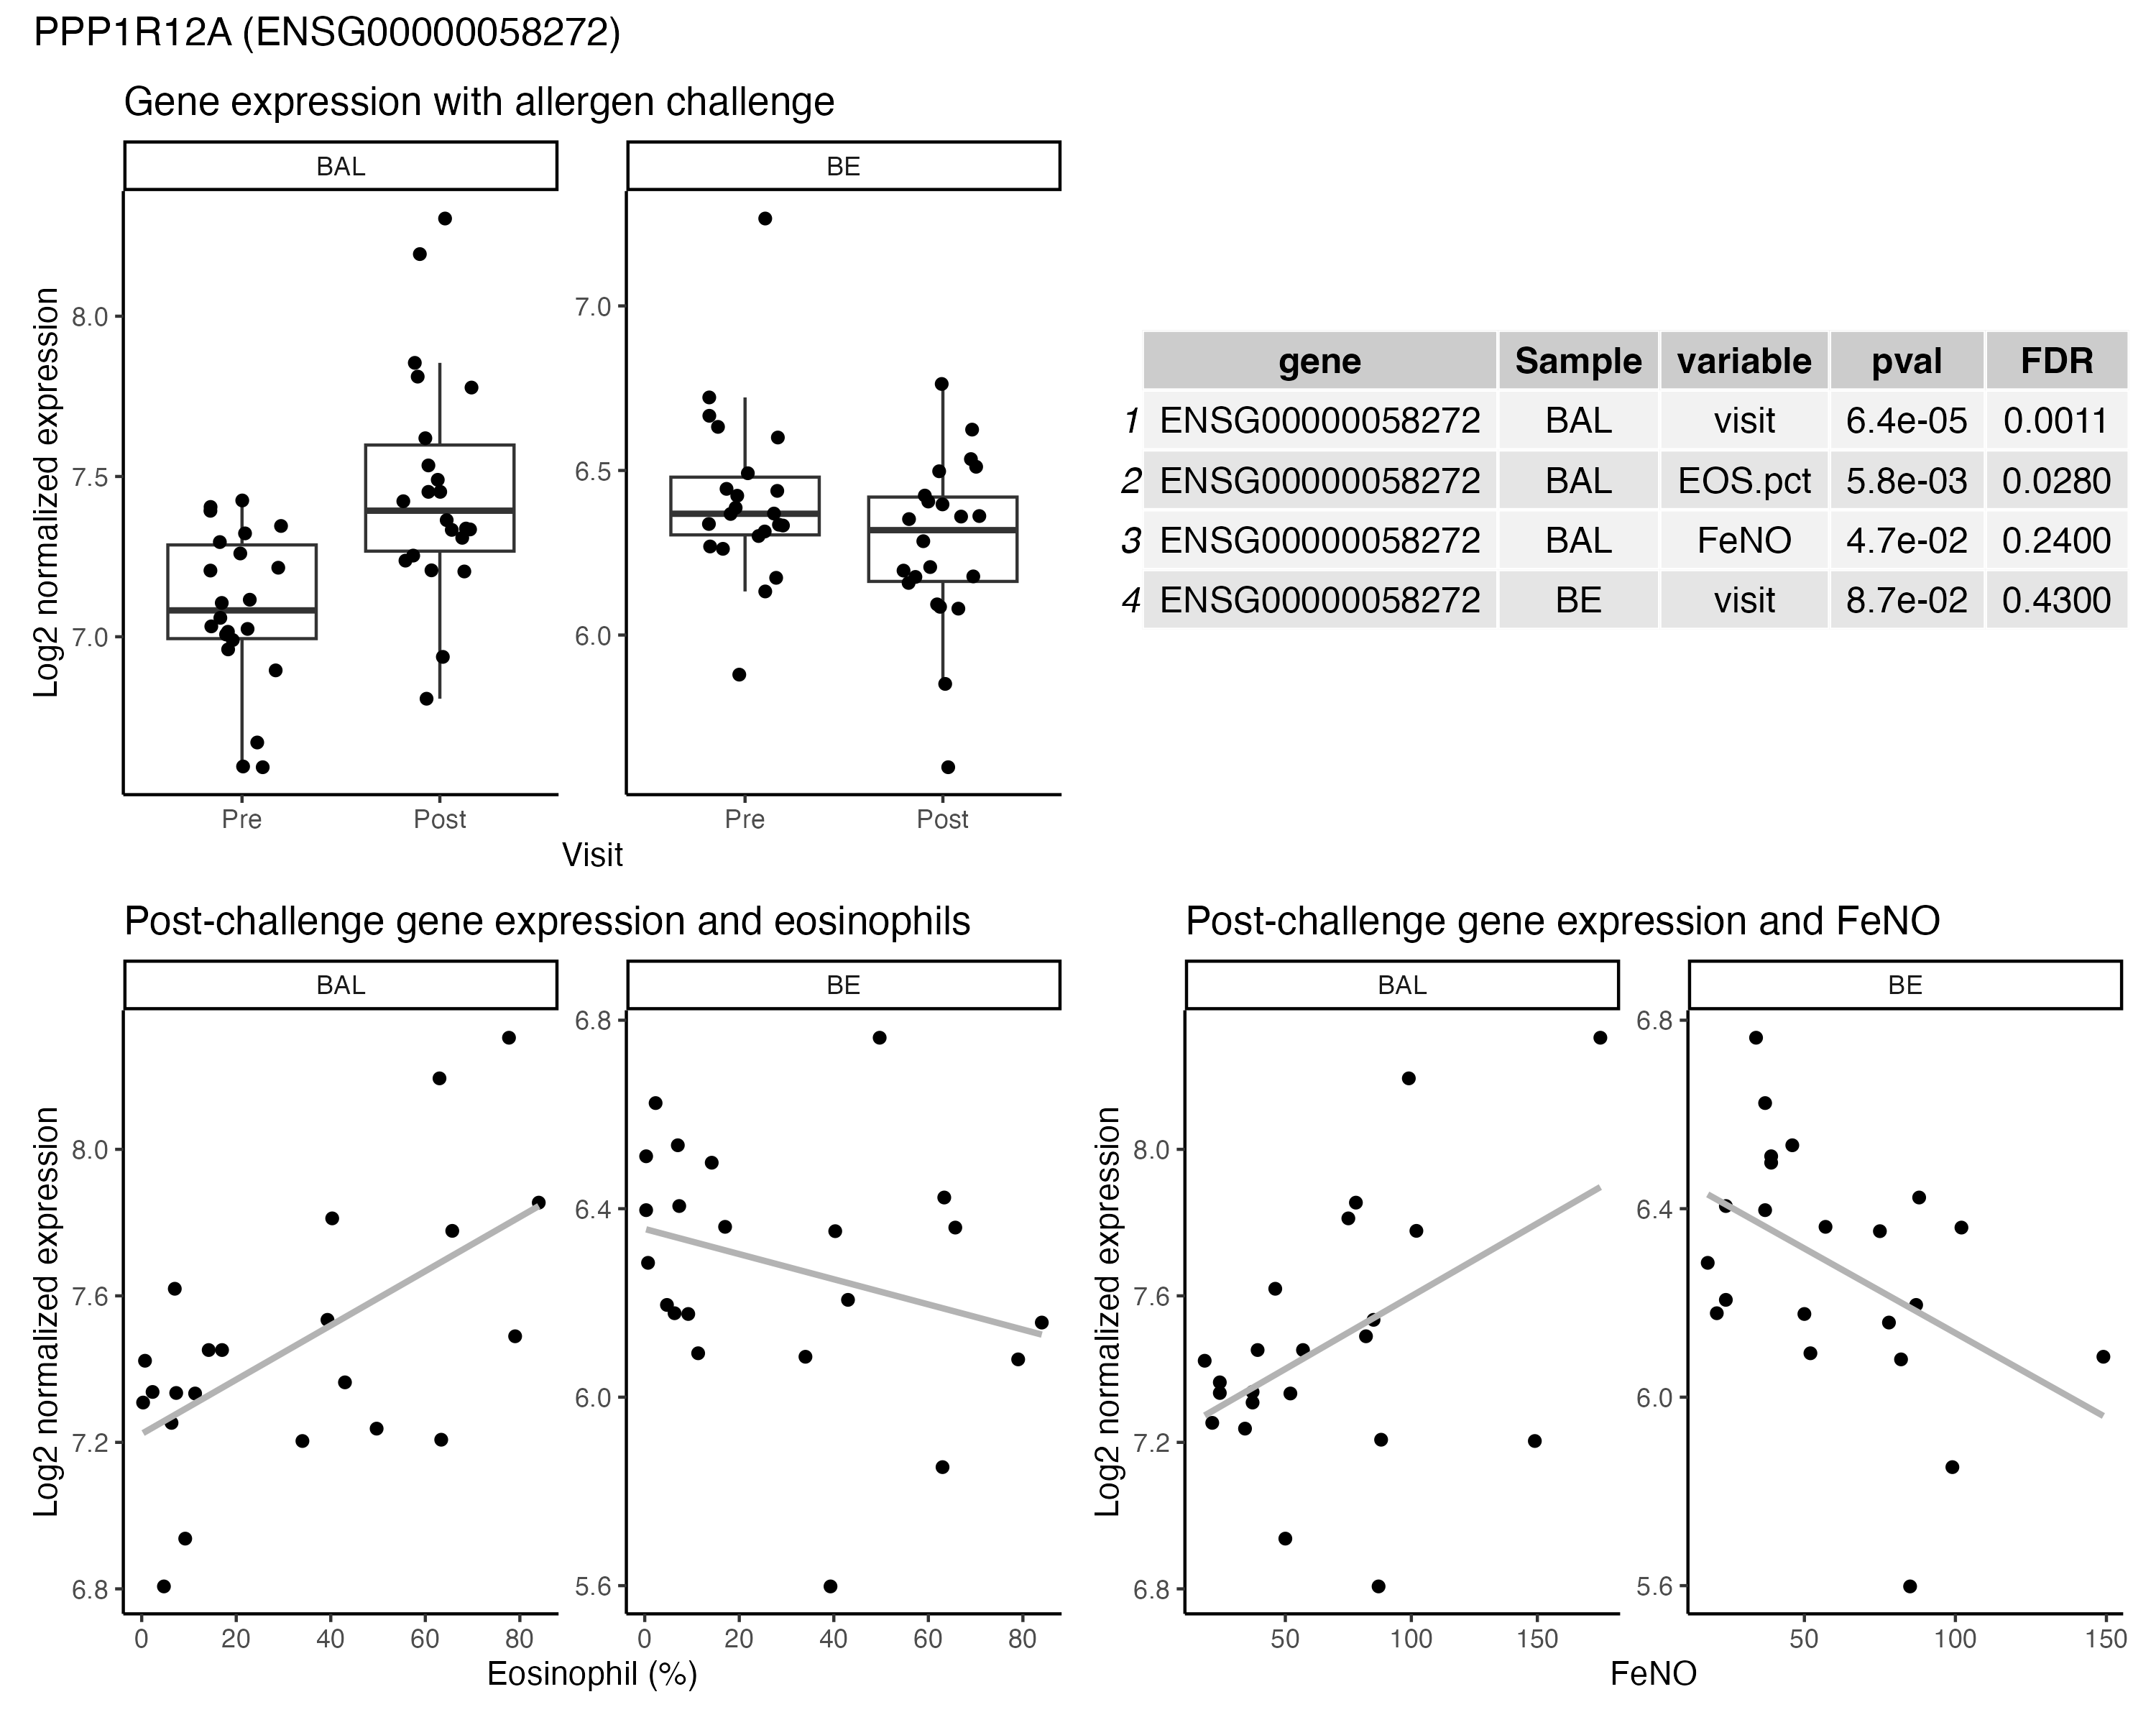 PPP1R12A (ENSG00000058272)
Gene expression with allergen challenge
BAL
BE
Log2 normalized expression
8.0
7.5
7.0
7.0
6.5
6.0
Pre
Post
Pre
Post
Visit
gene Sample variable pval FDR
1 ENSG00000058272 BAL visit 6.4e-05 0.0011
2 ENSG00000058272 BAL EOS.pct 5.8e-03 0.0280
3 ENSG00000058272 BAL FeNO 4.7e-02 0.2400
4 ENSG00000058272 BE visit 8.7e-02 0.4300
Post-challenge gene expression and eosinophils
BAL
BE
Log2 normalized expression
8.0
7.6
7.2
6.8
6.8
6.4
6.0
5.6
0 20 40 60 80
0 20 40 60 80
Eosinophil (%)
Post-challenge gene expression and FeNO
BAL
BE
Log2 normalized expression
8.0
7.6
7.2
6.8
6.8
6.4
6.0
5.6
50 100 150
50 100 150
FeNO